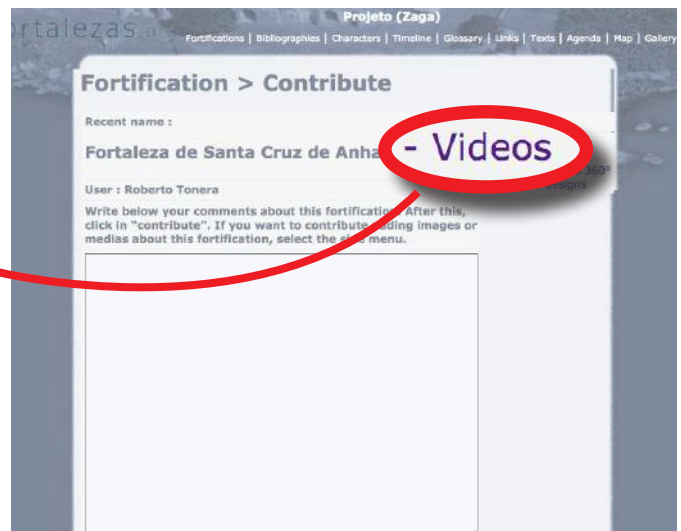 Projeto (Zaga)
Fortifications | Bibliographies | Characters | Timeline | Glossary | Links | Texts | Agenda | Map | Gallery
Fortification > Contribute
Recent name :
Fortaleza de Santa Cruz de
- Videos
360º
User : Roberto Tonera
Write below your comments about this fortification. After this,
click in "contribute". If you want to contribute adding images or
medias about this fortification, select the side menu.